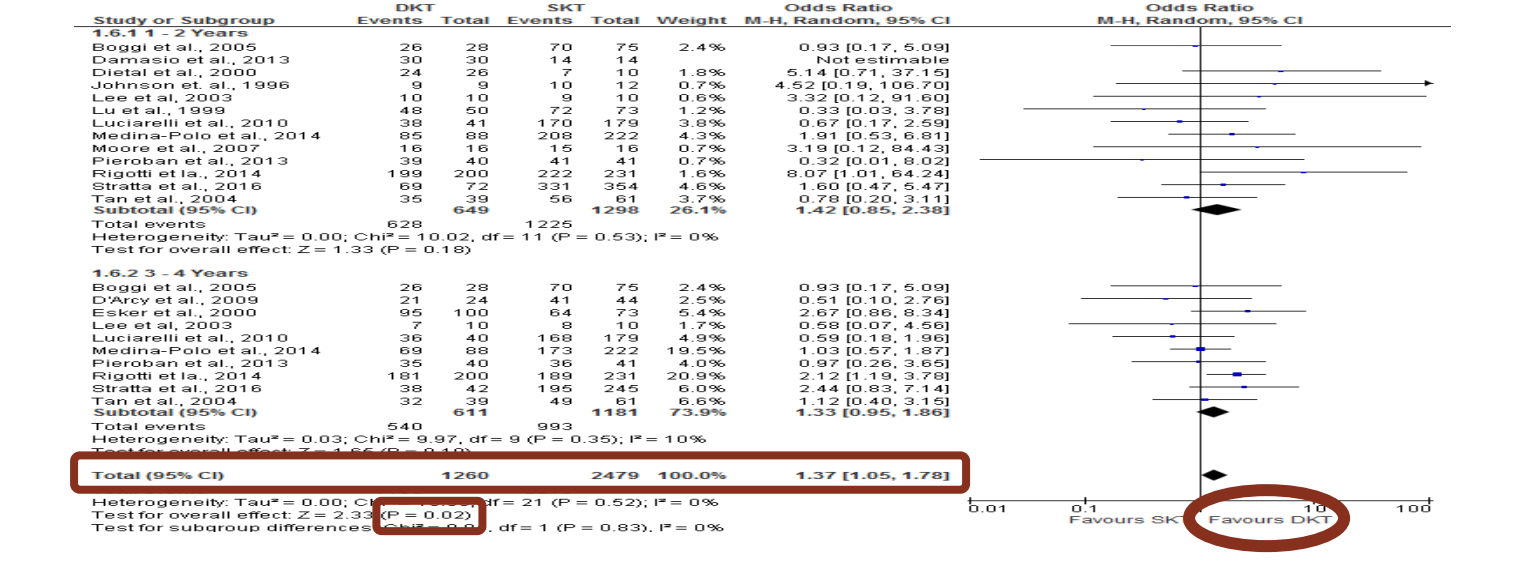 DKT SKT Odds Ratio Odds Ratio
Study or Subgroup Events Total Events Total Weight M-H, Random, 95% CI M-H, Random, 95% CI
1.6.1 1 - 2 Years
Boggi et al., 2005 26 28 70 75 2.4% 0.93 [0.17, 5.09]
Damasio et al., 2013 30 30 14 14 Not estimable
Dietal et al., 2000 24 26 7 10 1.8% 5.14 [0.71, 37.15]
Johnson et. al., 1996 9 9 10 12 0.7% 4.52 [0.19, 106.70]
Lee et al, 2003 10 10 9 10 0.6% 3.32 [0.12, 91.60]
Lu et al., 1999 48 50 72 73 1.2% 0.33 [0.03, 3.78]
Luciarelli et al., 2010 38 41 170 179 3.8% 0.67 [0.17, 2.59]
Medina-Polo et al., 2014 85 88 208 222 4.3% 1.91 [0.53, 6.81]
Moore et al., 2007 16 16 15 16 0.7% 3.19 [0.12, 84.43]
Pieroban et al., 2013 39 40 41 41 0.7% 0.32 [0.01, 8.02]
Rigotti et la., 2014 199 200 222 231 1.6% 8.07 [1.01, 64.24]
Stratta et al., 2016 69 72 331 354 4.6% 1.60 [0.47, 5.47]
Tan et al., 2004 35 39 56 61 3.7% 0.78 [0.20, 3.11]
Subtotal (95% CI) 649 1298 26.1% 1.42 [0.85, 2.38]
Total events 628 1225
Heterogeneity: Tau² = 0.00; Chi² = 10.02, df = 11 (P = 0.53); I² = 0%
Test for overall effect: Z = 1.33 (P = 0.18)
1.6.2 3 - 4 Years
Boggi et al., 2005 26 28 70 75 2.4% 0.93 [0.17, 5.09]
D'Arcy et al., 2009 21 24 41 44 2.5% 0.51 [0.10, 2.76]
Esker et al., 2000 95 100 64 73 5.4% 2.67 [0.86, 8.34]
Lee et al, 2003 7 10 8 10 1.7% 0.58 [0.07, 4.56]
Luciarelli et al., 2010 36 40 168 179 4.9% 0.59 [0.18, 1.96]
Medina-Polo et al., 2014 69 88 173 222 19.5% 1.03 [0.57, 1.87]
Pieroban et al., 2013 35 40 36 41 4.0% 0.97 [0.26, 3.65]
Rigotti et la., 2014 181 200 189 231 20.9% 2.12 [1.19, 3.78]
Stratta et al., 2016 38 42 195 245 6.0% 2.44 [0.83, 7.14]
Tan et al., 2004 32 39 49 61 6.6% 1.12 [0.40, 3.15]
Subtotal (95% CI) 611 1181 73.9% 1.33 [0.95, 1.86]
Total events 540 993
Heterogeneity: Tau² = 0.03; Chi² = 9.97, df = 9 (P = 0.35); I² = 10%
Test for overall effect: Z = 1.65 (P = 0.10)
Total (95% CI) 1260 2479 100.0% 1.37 [1.05, 1.78]
Heterogeneity: Tau² = 0.00; df = 21 (P = 0.52); I² = 0%
Test for overall effect: Z = 2.33 (P = 0.02)
Test for subgroup differences df = 1 (P = 0.83), I² = 0%
0.01 0.1 10 100
Favours SKT Favours DKT